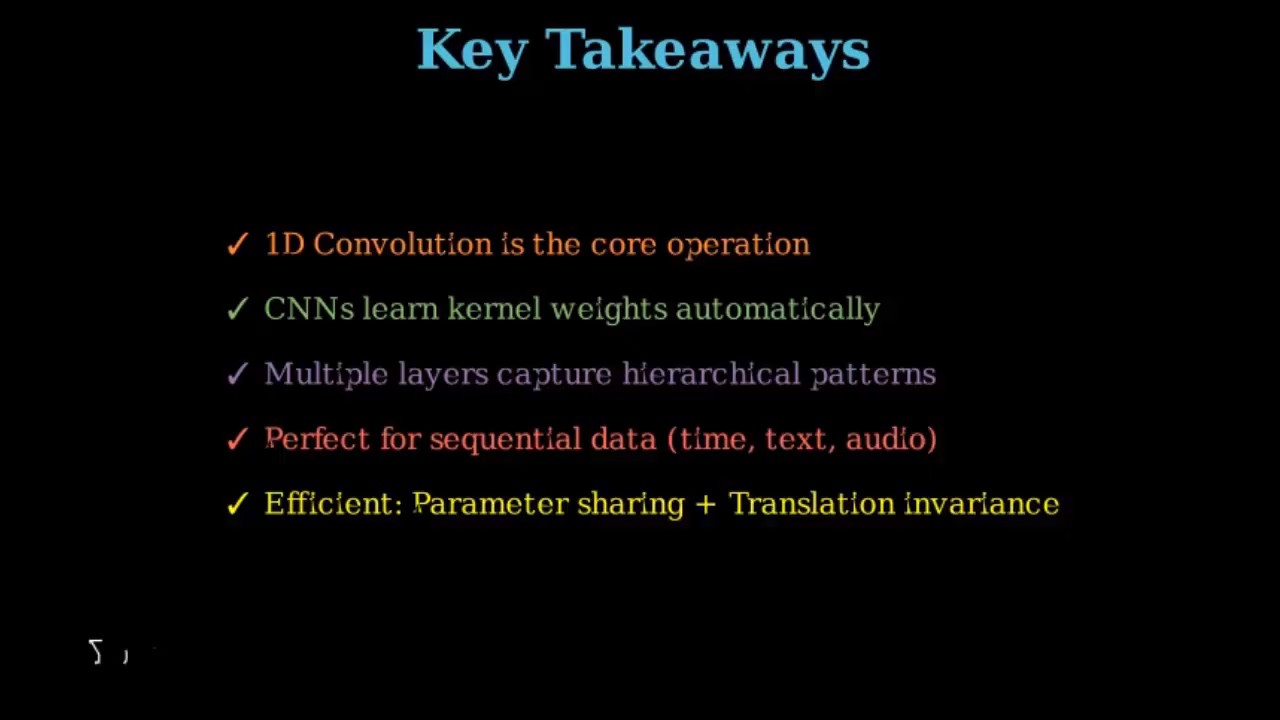 Key Takeaways
✓ 1D Convolution is the core operation
✓ CNNs learn kernel weights automatically
✓ Multiple layers capture hierarchical patterns
✓ Perfect for sequential data (time, text, audio)
✓ Efficient: Parameter sharing + Translation invariance